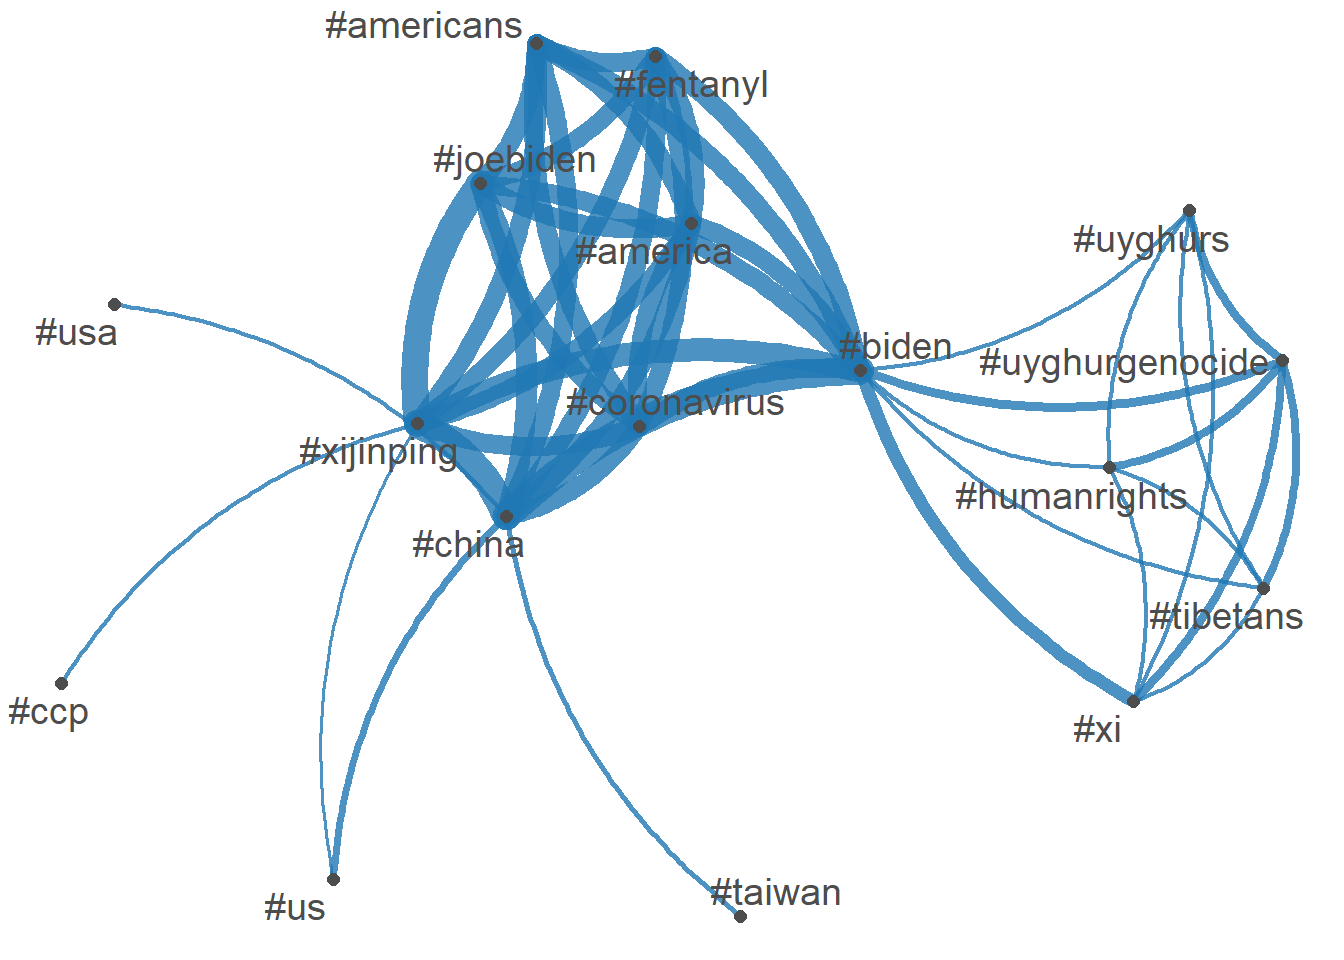 #americans
#fentanyl
#joebiden
#uyghurs
#america
#usa
#biden
#uyghurgenocide
#coronavirus
#xijinping
#humanrights
#china
#tibetans
#ccp
#xi
#taiwan
#us